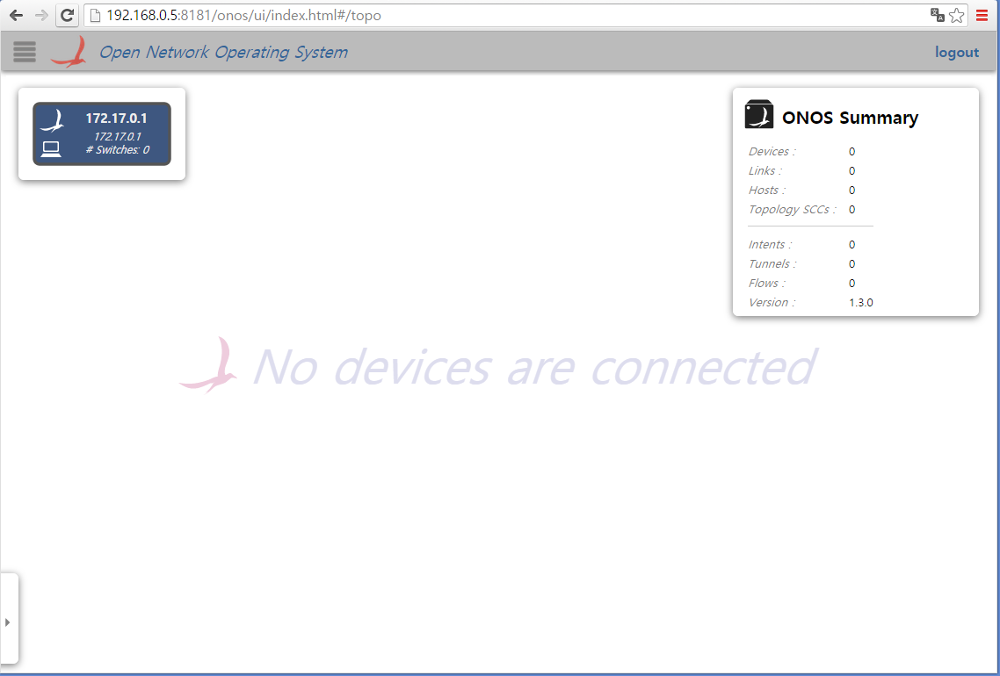 192.168.0.5:8181/onos/ui/index.html#/topo
Open Network Operating System
logout
172.17.0.1
172.17.0.1
# Switches: 0
ONOS Summary
Devices : 0
Links : 0
Hosts : 0
Topology SCCs : 0
Intents : 0
Tunnels : 0
Flows : 0
Version : 1.3.0
No devices are connected